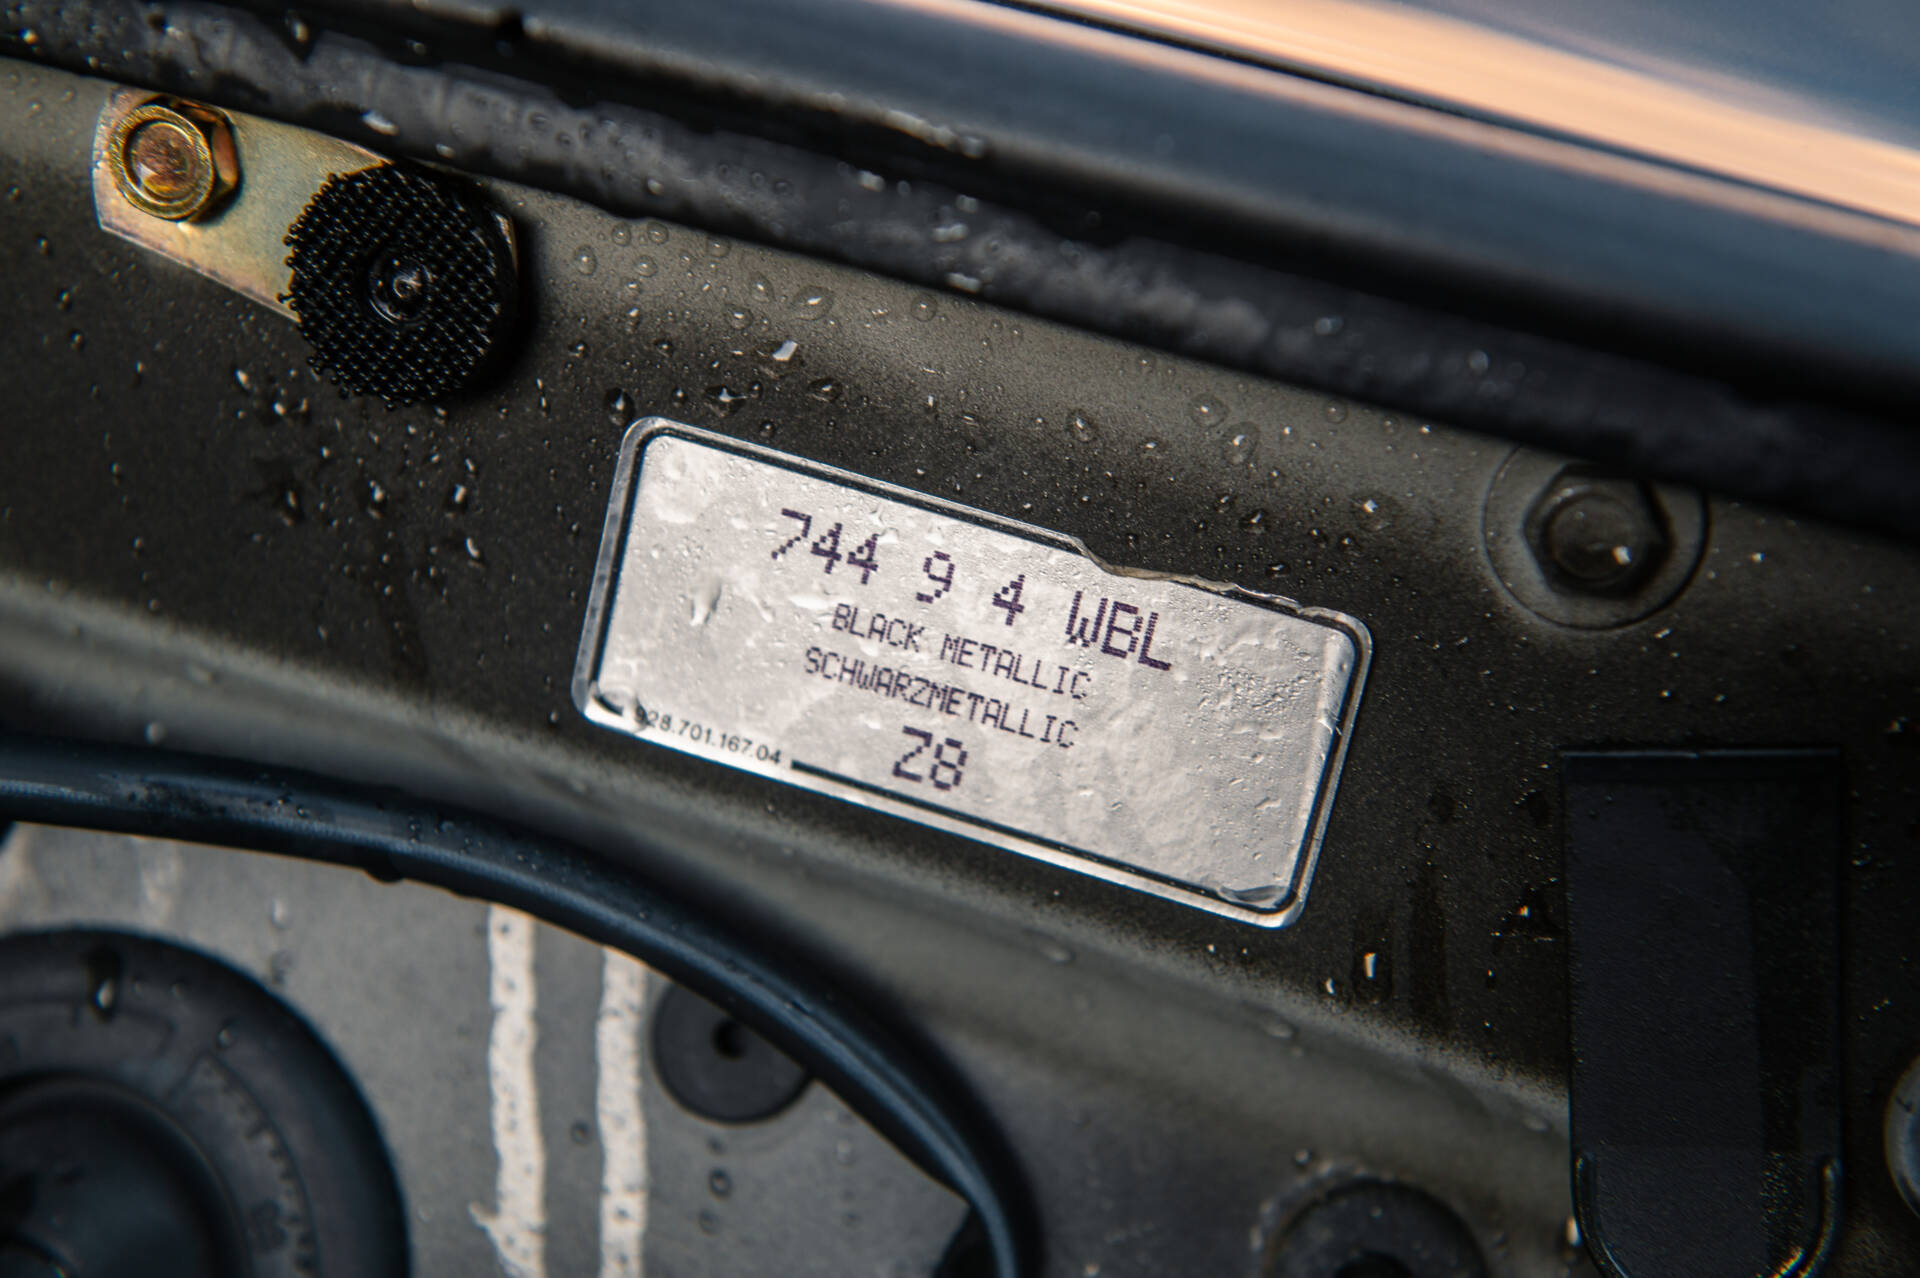 744 9 4 WBL
BLACK METALLIC
SCHWARZMETALLIC
Z8
928.701.167.04